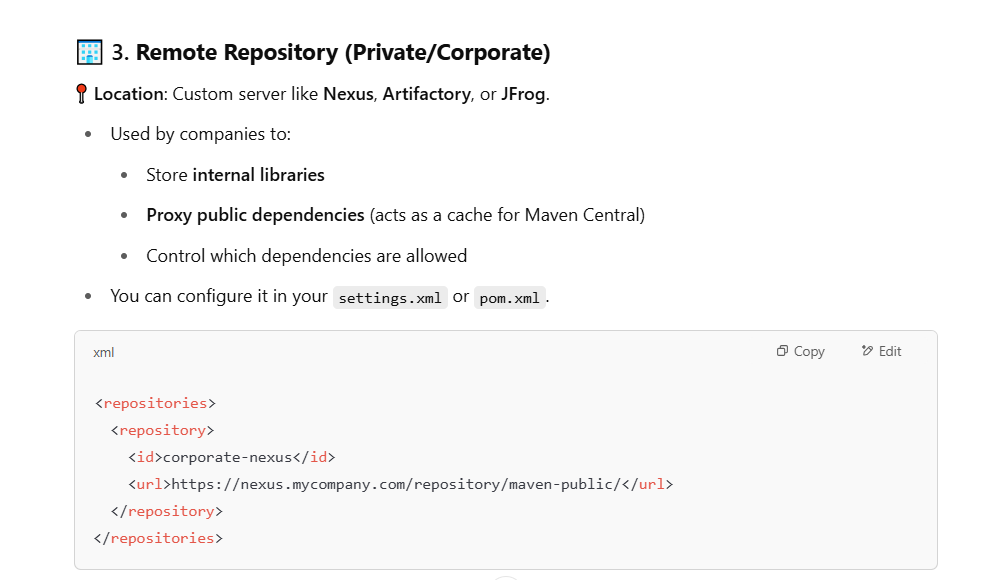 3. Remote Repository (Private/Corporate)
Location: Custom server like Nexus, Artifactory, or JFrog.
Used by companies to:
Store internal libraries
Proxy public dependencies (acts as a cache for Maven Central)
Control which dependencies are allowed
You can configure it in your settings.xml or pom.xml.
xml
Copy
Edit
<repositories>
  <repository>
    <id>corporate-nexus</id>
    <url>https://nexus.mycompany.com/repository/maven-public/</url>
  </repository>
</repositories>